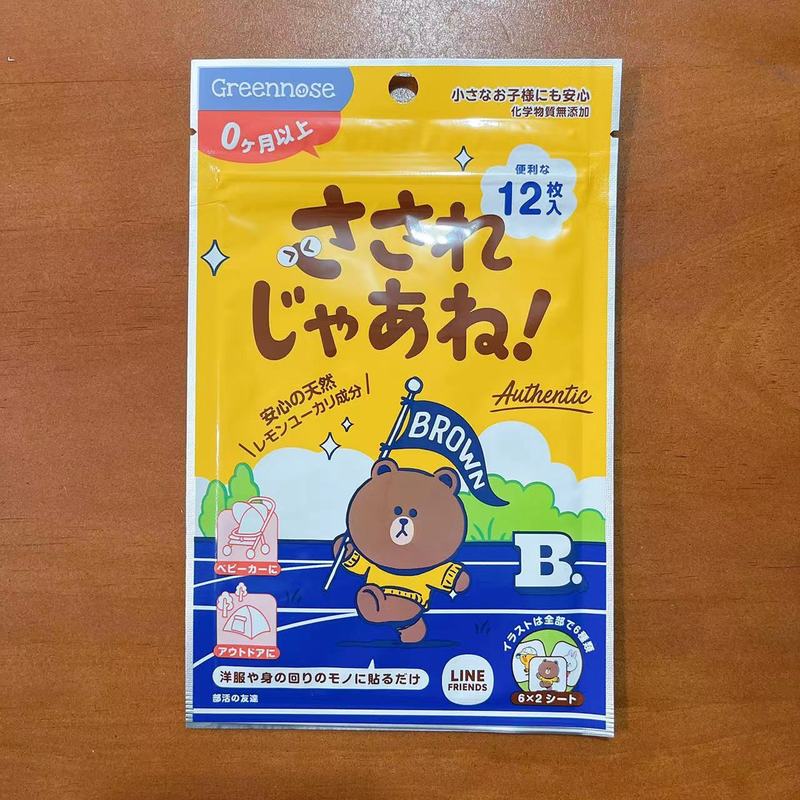 Greennose
小さなお子様にも安心
化学物質無添加
0ヶ月以上
便利な
12枚入
さされ
じゃあね!
安心の天然
レモンユーカリ成分
Authentic
BROWN
B.
ベビーカーに
アウトドアに
イラストは全部で6種類
洋服や身の回りのモノに貼るだけ
LINE
FRIENDS
6×2 シート
部活の友達